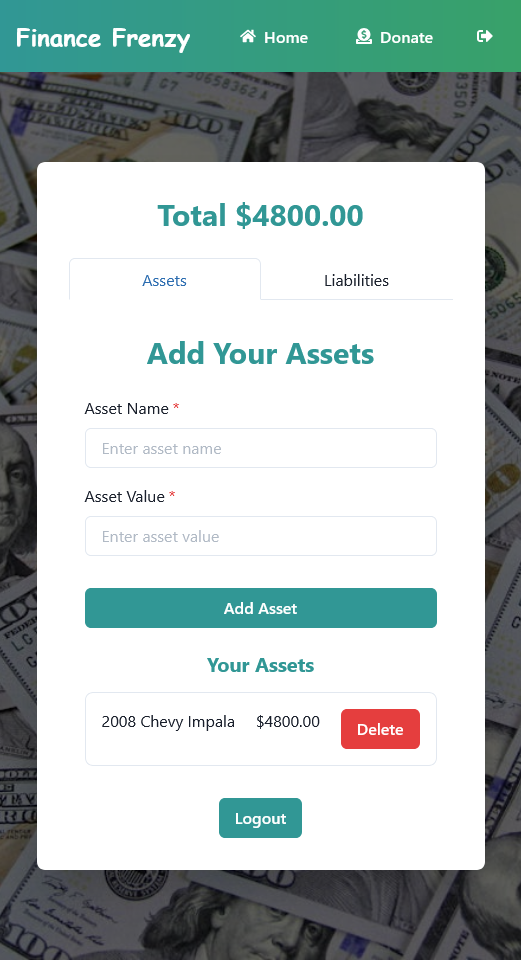 Finance Frenzy Home Donate
Total $4800.00
Assets Liabilities
Add Your Assets
Asset Name *
Enter asset name
Asset Value *
Enter asset value
Add Asset
Your Assets
2008 Chevy Impala $4800.00 Delete
Logout